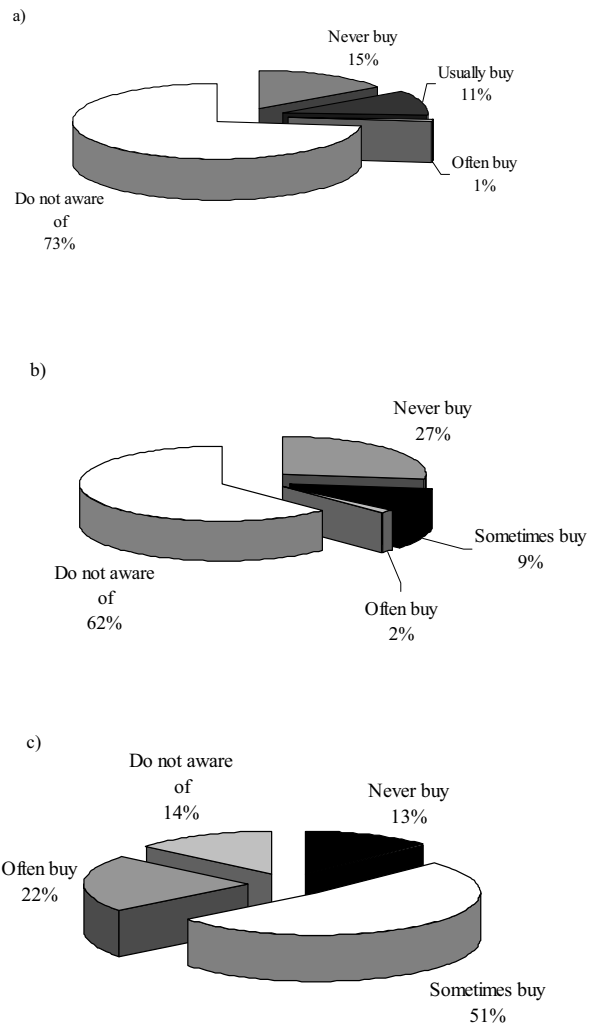 a)
Never buy
15%
Usually buy
11%
Often buy
1%
Do not aware
of
73%
b)
Never buy
27%
Sometimes buy
9%
Often buy
2%
Do not aware
of
62%
c)
Do not aware
of
14%
Never buy
13%
Often buy
22%
Sometimes buy
51%